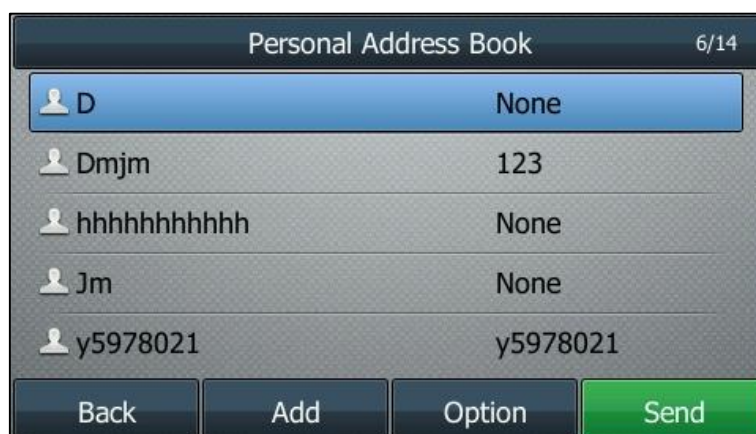 Personal Address Book 6/14
D None
Dmjm 123
hhhhhhhhhhh None
Jm None
y5978021 y5978021
Back Add Option Send